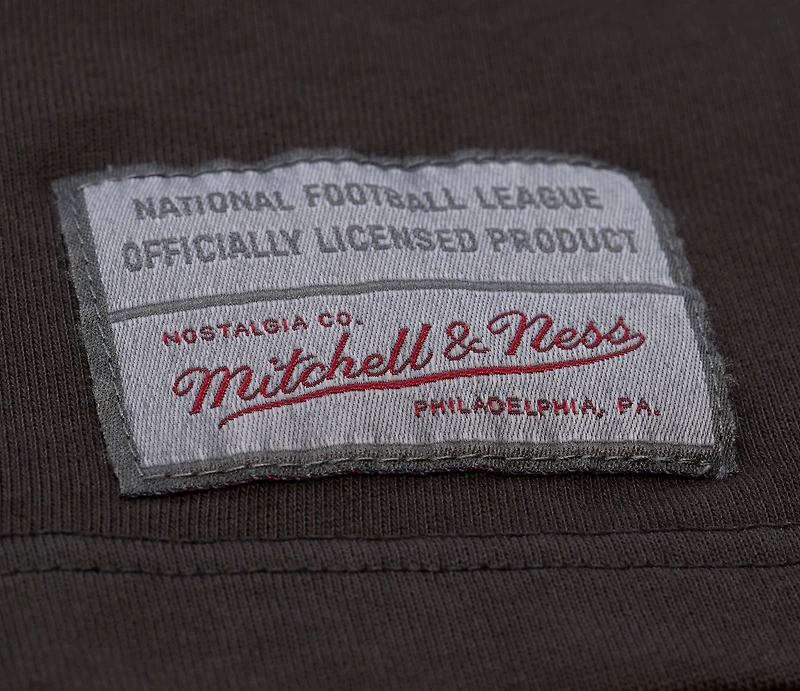 NATIONAL FOOTBALL LEAGUE
OFFICIALLY LICENSED PRODUCT
NOSTALGIA CO.
Mitchell & Ness
PHILADELPHIA, PA.